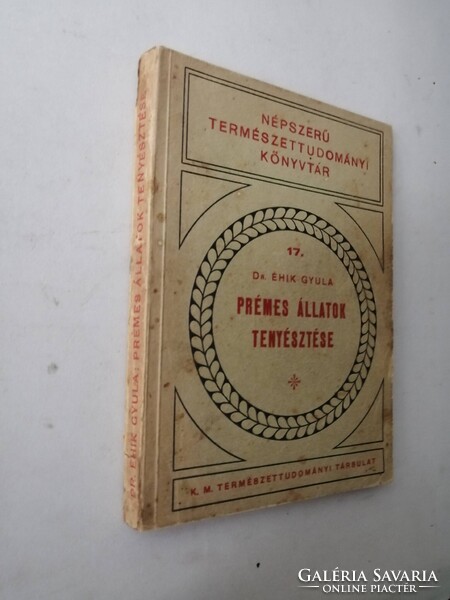 NÉPSZERŰ
TERMÉSZETTUDOMÁNYI
KÖNYVTÁR
17.
DR. ÉHIK GYULA
PRÉMES ÁLLATOK
TENYÉSZTÉSE
K. M. TERMÉSZETTUDOMÁNYI TÁRSULAT
DR. ÉHIK GYULA: PRÉMES ÁLLATOK TENYÉSZTÉSE
GALÉRIA SAVARIA
ONLINE PIACTÉR